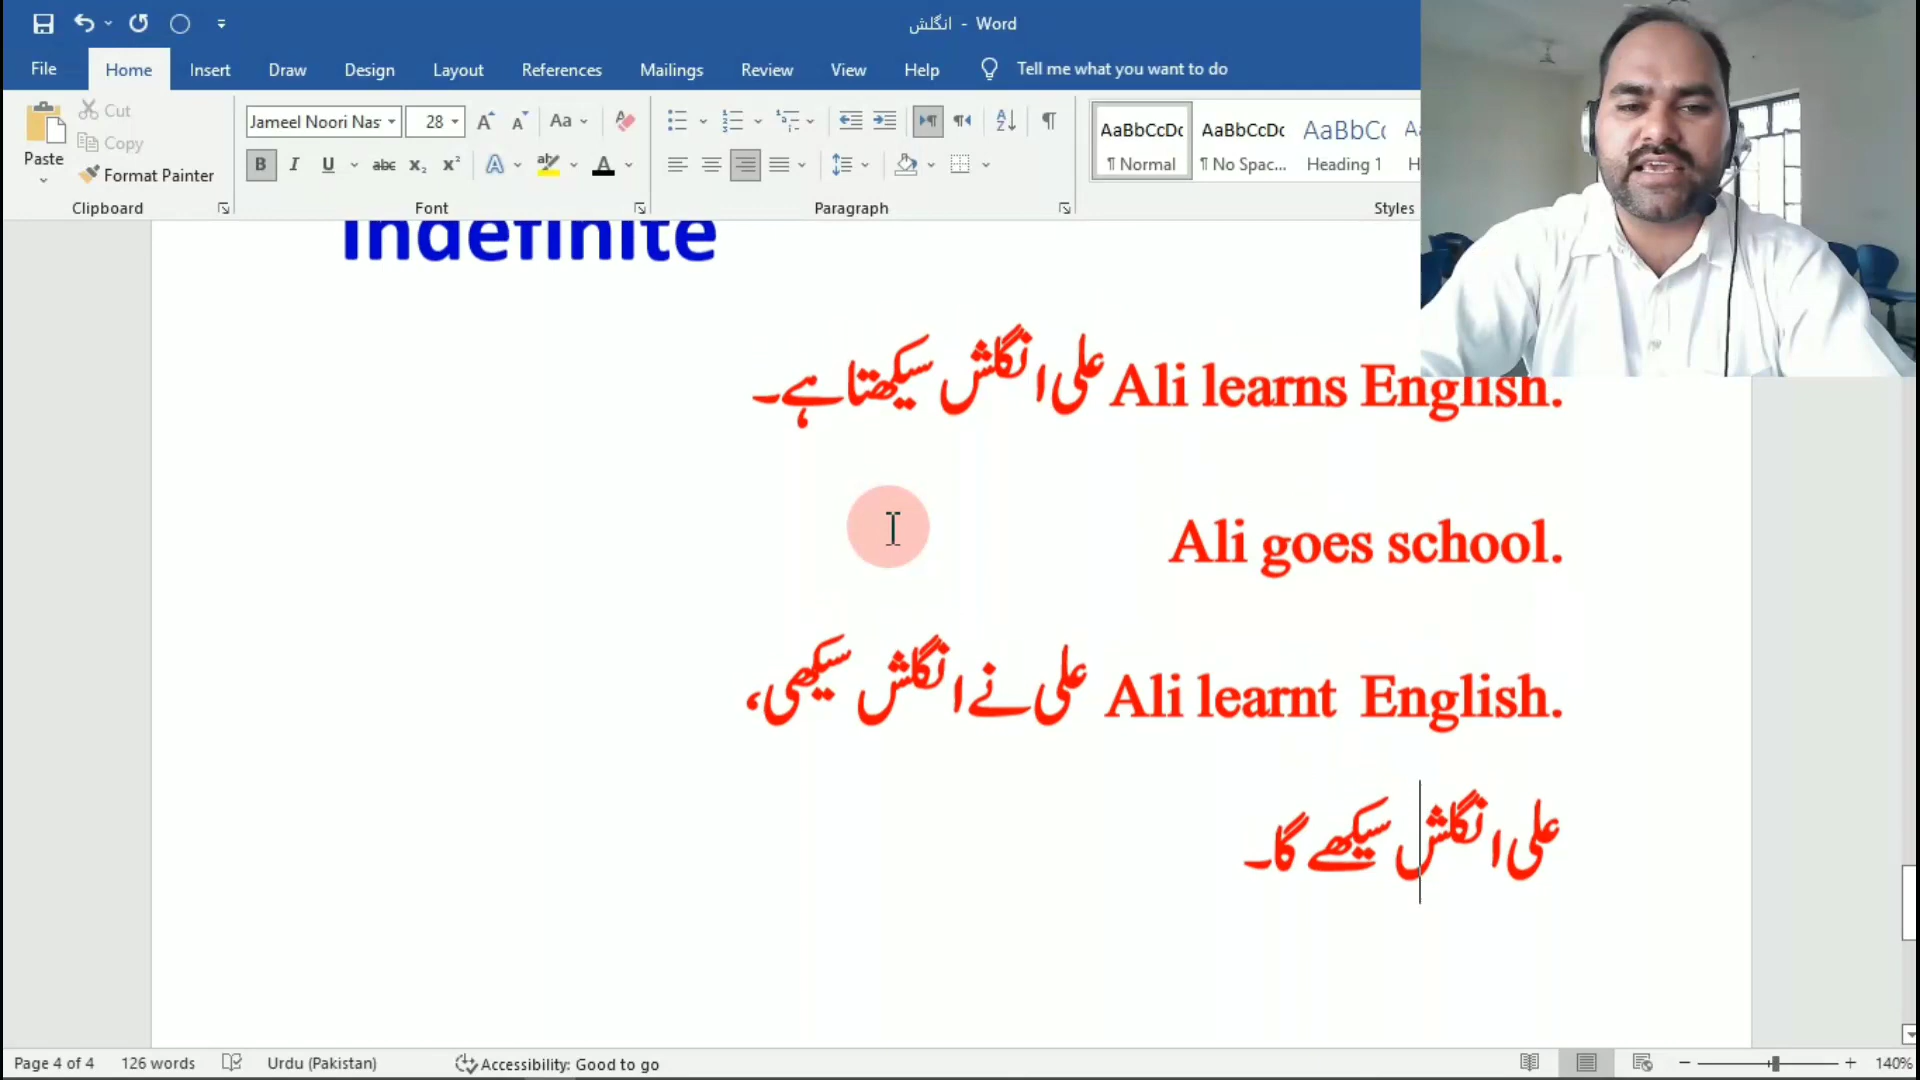 انگلش - Word
File Home Insert Draw Design Layout References Mailings Review View Help Tell me what you want to do
Paste
Cut
Copy
Format Painter
Clipboard
Jameel Noori Nas 28
Font
Paragraph
AaBbCcDc AaBbCcDc AaBbCc
¶ Normal ¶ No Spac... Heading 1
Styles
Indefinite
Ali learns English. علی انگلش سیکھتا ہے۔
Ali goes school.
Ali learnt English. علی نے انگلش سیکھی،
علی انگلش سیکھے گا۔
Page 4 of 4 126 words Urdu (Pakistan) Accessibility: Good to go 140%